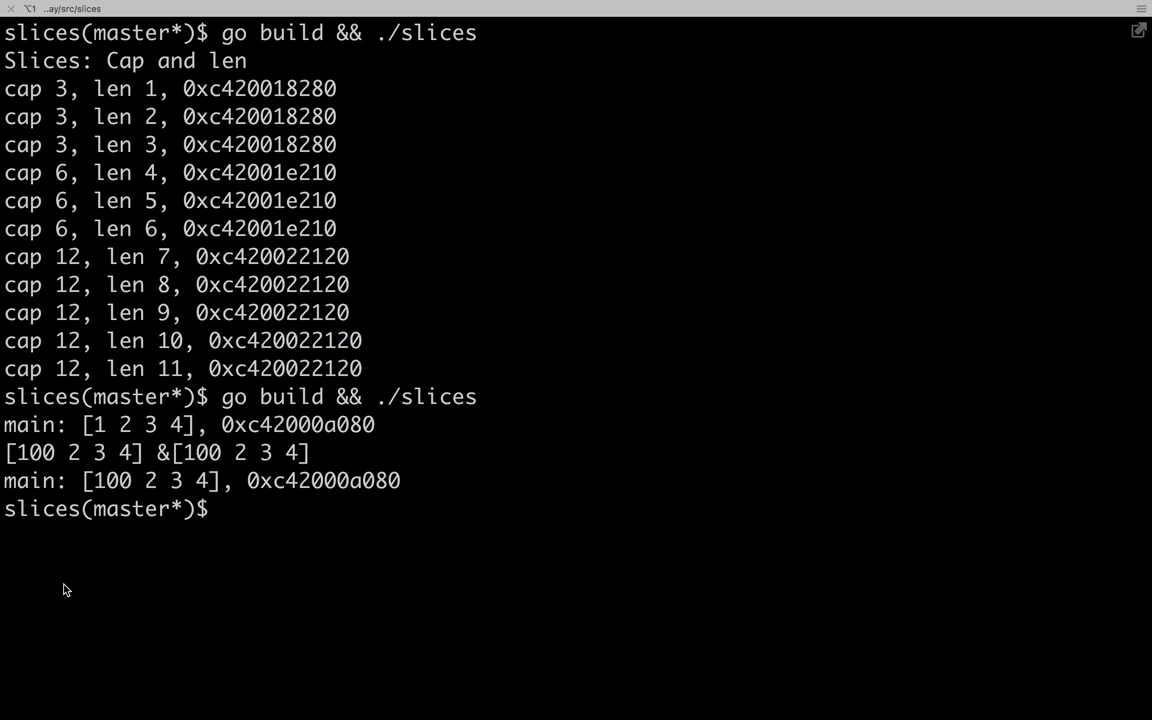 ⌥1 ..ay/src/slices
slices(master*)$ go build && ./slices
Slices: Cap and len
cap 3, len 1, 0xc420018280
cap 3, len 2, 0xc420018280
cap 3, len 3, 0xc420018280
cap 6, len 4, 0xc42001e210
cap 6, len 5, 0xc42001e210
cap 6, len 6, 0xc42001e210
cap 12, len 7, 0xc420022120
cap 12, len 8, 0xc420022120
cap 12, len 9, 0xc420022120
cap 12, len 10, 0xc420022120
cap 12, len 11, 0xc420022120
slices(master*)$ go build && ./slices
main: [1 2 3 4], 0xc42000a080
[100 2 3 4] &[100 2 3 4]
main: [100 2 3 4], 0xc42000a080
slices(master*)$